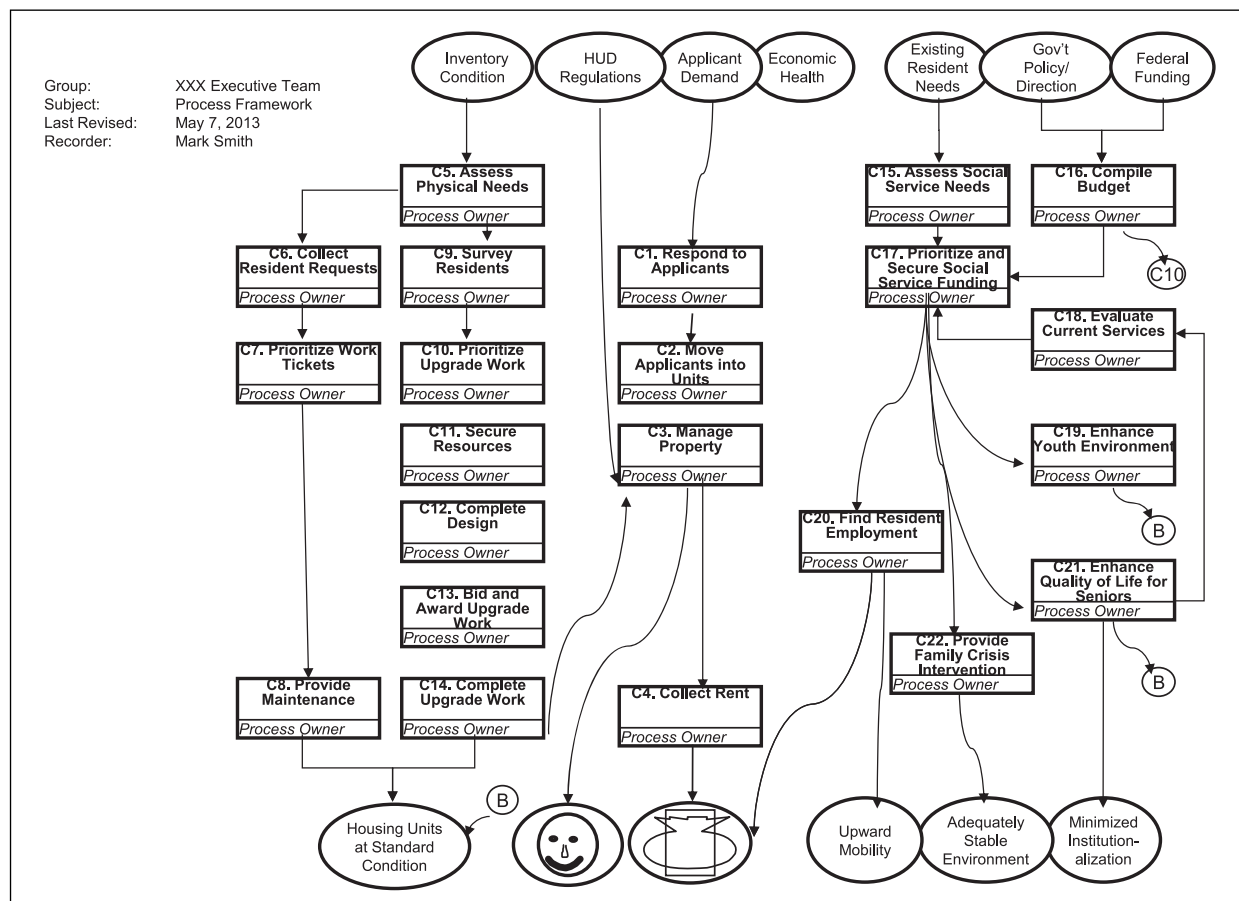 Group: XXX Executive Team
Subject: Process Framework
Last Revised: May 7, 2013
Recorder: Mark Smith
Inventory
Condition
HUD
Regulations
Applicant
Demand
Economic
Health
Existing
Resident
Needs
Gov't
Policy/
Direction
Federal
Funding
C5. Assess
Physical Needs
Process Owner
C15. Assess Social
Service Needs
Process Owner
C16. Compile
Budget
Process Owner
C6. Collect
Resident Requests
Process Owner
C9. Survey
Residents
Process Owner
C1. Respond to
Applicants
Process Owner
C17. Prioritize and
Secure Social
Service Funding
Process Owner
C10
C18. Evaluate
Current Services
Process Owner
C7. Prioritize Work
Tickets
Process Owner
C10. Prioritize
Upgrade Work
Process Owner
C2. Move
Applicants into
Units
Process Owner
C11. Secure
Resources
Process Owner
C3. Manage
Property
Process Owner
C19. Enhance
Youth Environment
Process Owner
B
C12. Complete
Design
Process Owner
C20. Find Resident
Employment
Process Owner
C13. Bid and
Award Upgrade
Work
Process Owner
C21. Enhance
Quality of Life for
Seniors
Process Owner
B
C22. Provide
Family Crisis
Intervention
Process Owner
C8. Provide
Maintenance
Process Owner
C14. Complete
Upgrade Work
Process Owner
C4. Collect Rent
Process Owner
B
Housing Units
at Standard
Condition
Upward
Mobility
Adequately
Stable
Environment
Minimized
Institution-
alization